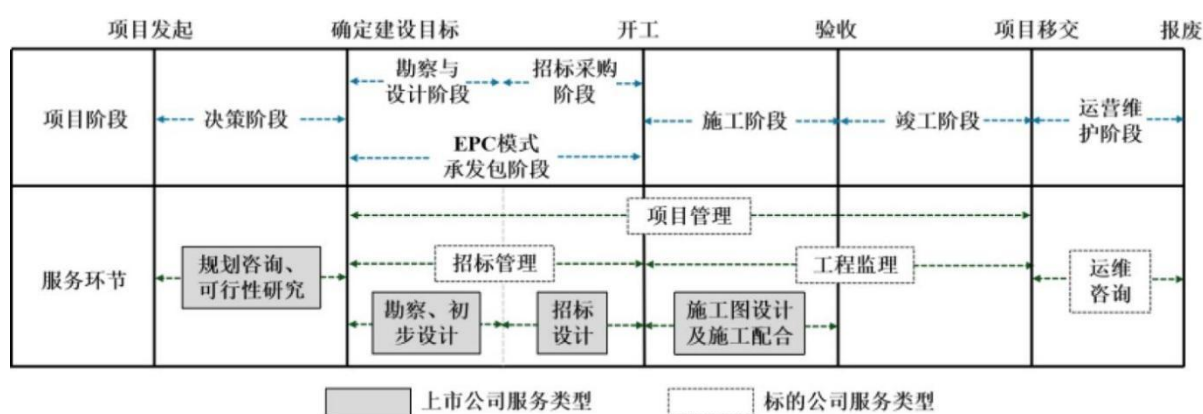 项目发起 确定建设目标 开工 验收 项目移交 报废
项目阶段
决策阶段
勘察与
设计阶段
招标采购
阶段
EPC模式
承发包阶段
施工阶段
竣工阶段
运营维
护阶段
服务环节
项目管理
规划咨询、
可行性研究
招标管理
工程监理
运维
咨询
勘察、初
步设计
招标
设计
施工图设计
及施工配合
上市公司服务类型
标的公司服务类型